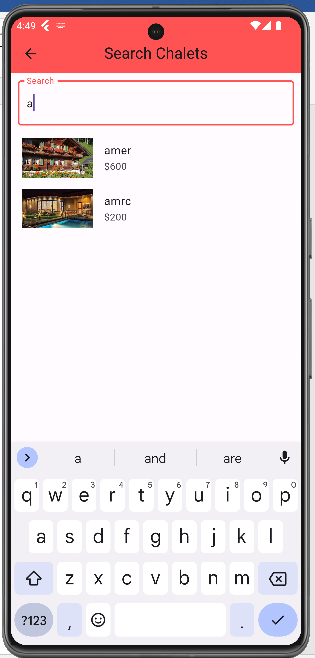 4:49
Search Chalets
Search
a
amer
$600
amrc
$200
a and are
1 2 3 4 5 6 7 8 9 0
q w e r t y u i o p
a s d f g h j k l
z x c v b n m
?123 , .